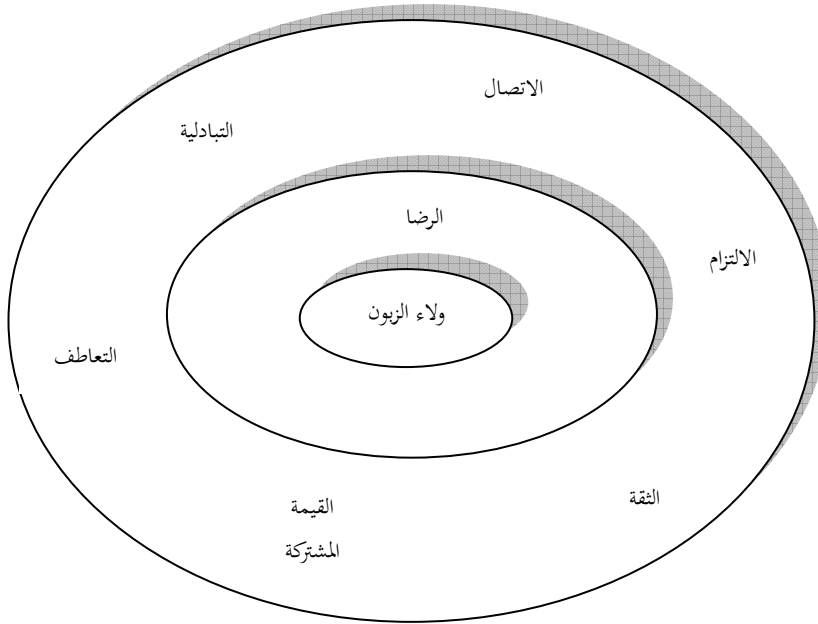 الاتصال
التبادلية
الرضا
الالتزام
ولاء الزبون
التعاطف
الثقة
القيمة
المشتركة